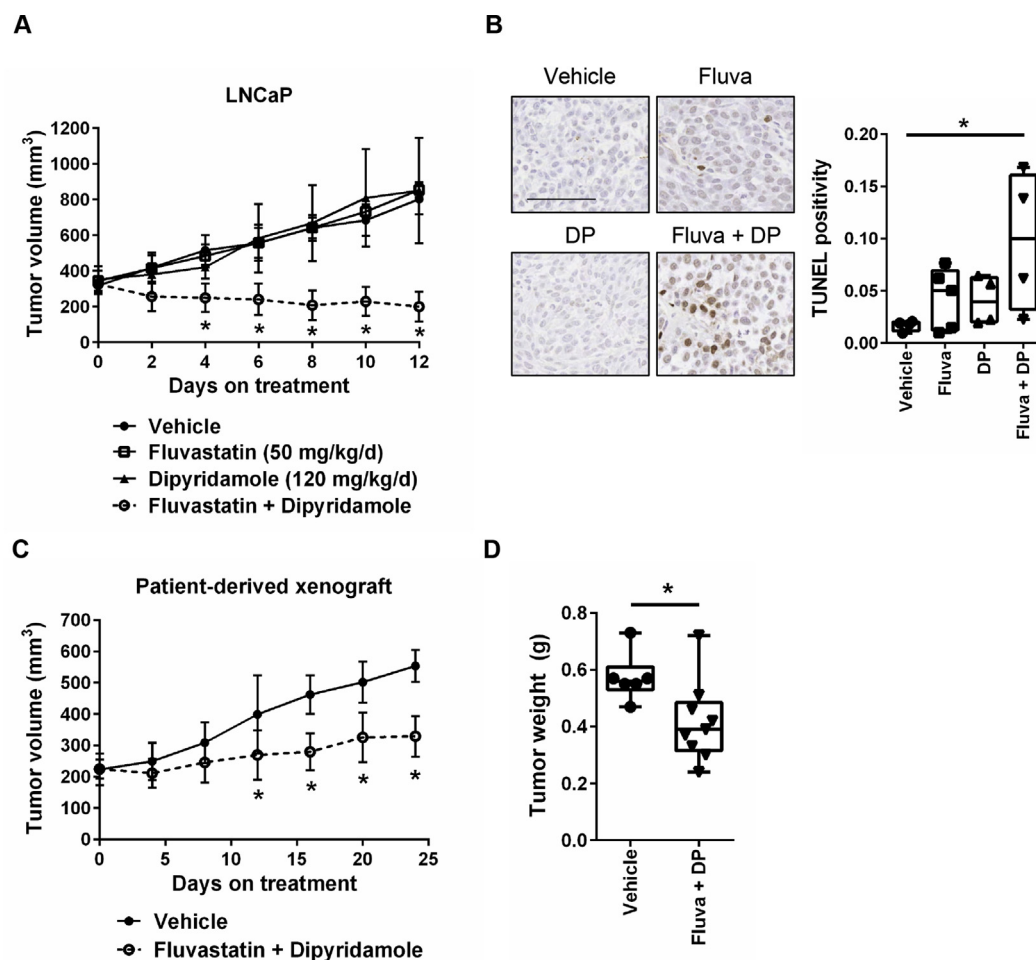 A
LNCaP
Tumor volume (mm³)
1200
1000
800
600
400
200
0
0 2 4 6 8 10 12
* * * * *
Days on treatment
Vehicle
Fluvastatin (50 mg/kg/d)
Dipyridamole (120 mg/kg/d)
Fluvastatin + Dipyridamole
B
Vehicle Fluva
DP Fluva + DP
TUNEL positivity
0.20
0.15
0.10
0.05
0.00
*
Vehicle
Fluva
DP
Fluva + DP
C
Patient-derived xenograft
Tumor volume (mm³)
700
600
500
400
300
200
100
0
0 5 10 15 20 25
* * * *
Days on treatment
Vehicle
Fluvastatin + Dipyridamole
D
Tumor weight (g)
0.8
0.6
0.4
0.2
0.0
*
Vehicle
Fluva + DP